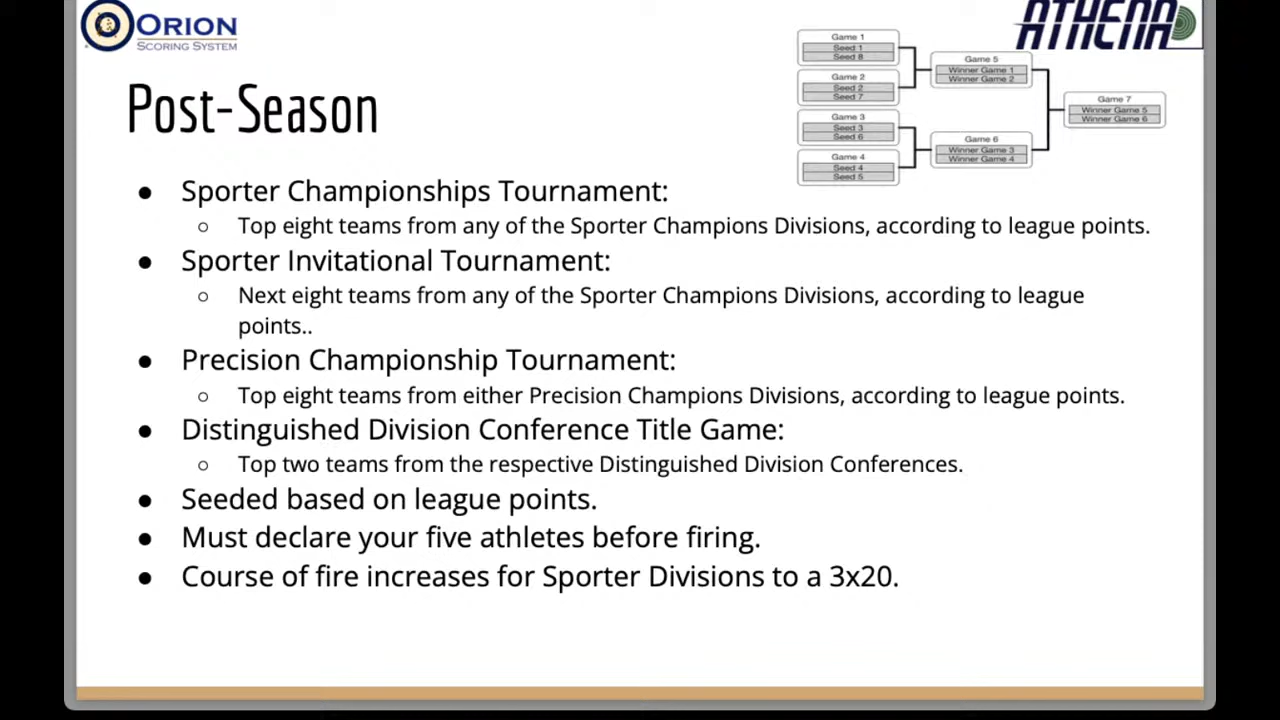 ORION
SCORING SYSTEM
ATHENA
Game 1
Seed 1
Seed 8
Game 2
Seed 2
Seed 7
Game 3
Seed 3
Seed 6
Game 4
Seed 4
Seed 5
Game 5
Winner Game 1
Winner Game 2
Game 6
Winner Game 3
Winner Game 4
Game 7
Winner Game 5
Winner Game 6
Post-Season
● Sporter Championships Tournament:
○ Top eight teams from any of the Sporter Champions Divisions, according to league points.
● Sporter Invitational Tournament:
○ Next eight teams from any of the Sporter Champions Divisions, according to league
points..
● Precision Championship Tournament:
○ Top eight teams from either Precision Champions Divisions, according to league points.
● Distinguished Division Conference Title Game:
○ Top two teams from the respective Distinguished Division Conferences.
● Seeded based on league points.
● Must declare your five athletes before firing.
● Course of fire increases for Sporter Divisions to a 3x20.